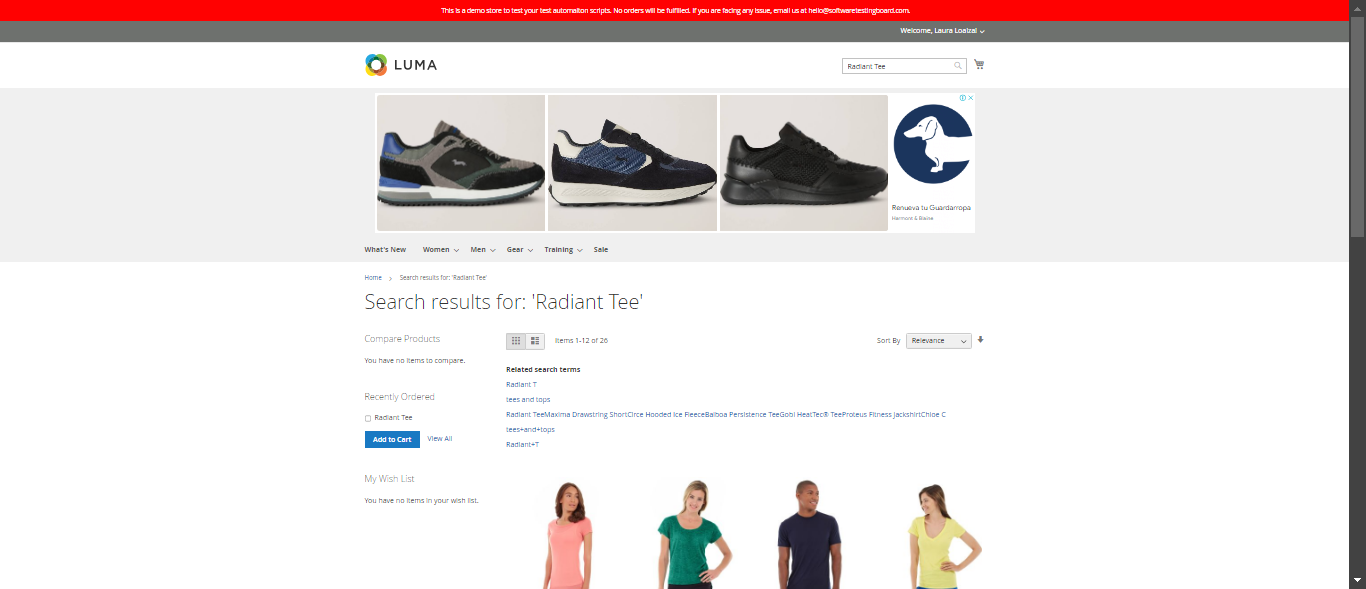 This is a demo store to test your test automaiton scripts. No orders will be fulfilled. If you are facing any issue, email us at hello@softwaretestingboard.com.
Welcome, Laura Loaiza!
LUMA
Radiant Tee
Renueva tu Guardarropa
Harmont & Blaine
What's New Women Men Gear Training Sale
Home > Search results for: 'Radiant Tee'
Search results for: 'Radiant Tee'
Compare Products
You have no items to compare.
Recently Ordered
Radiant Tee
Add to Cart View All
My Wish List
You have no items in your wish list.
Items 1-12 of 26
Sort By Relevance
Related search terms
Radiant T
tees and tops
Radiant TeeMaxima Drawstring ShortCirce Hooded Ice FleeceBalboa Persistence TeeGobi HeatTec® TeeProteus Fitness JackshirtChloe C
tees+and+tops
Radiant+T